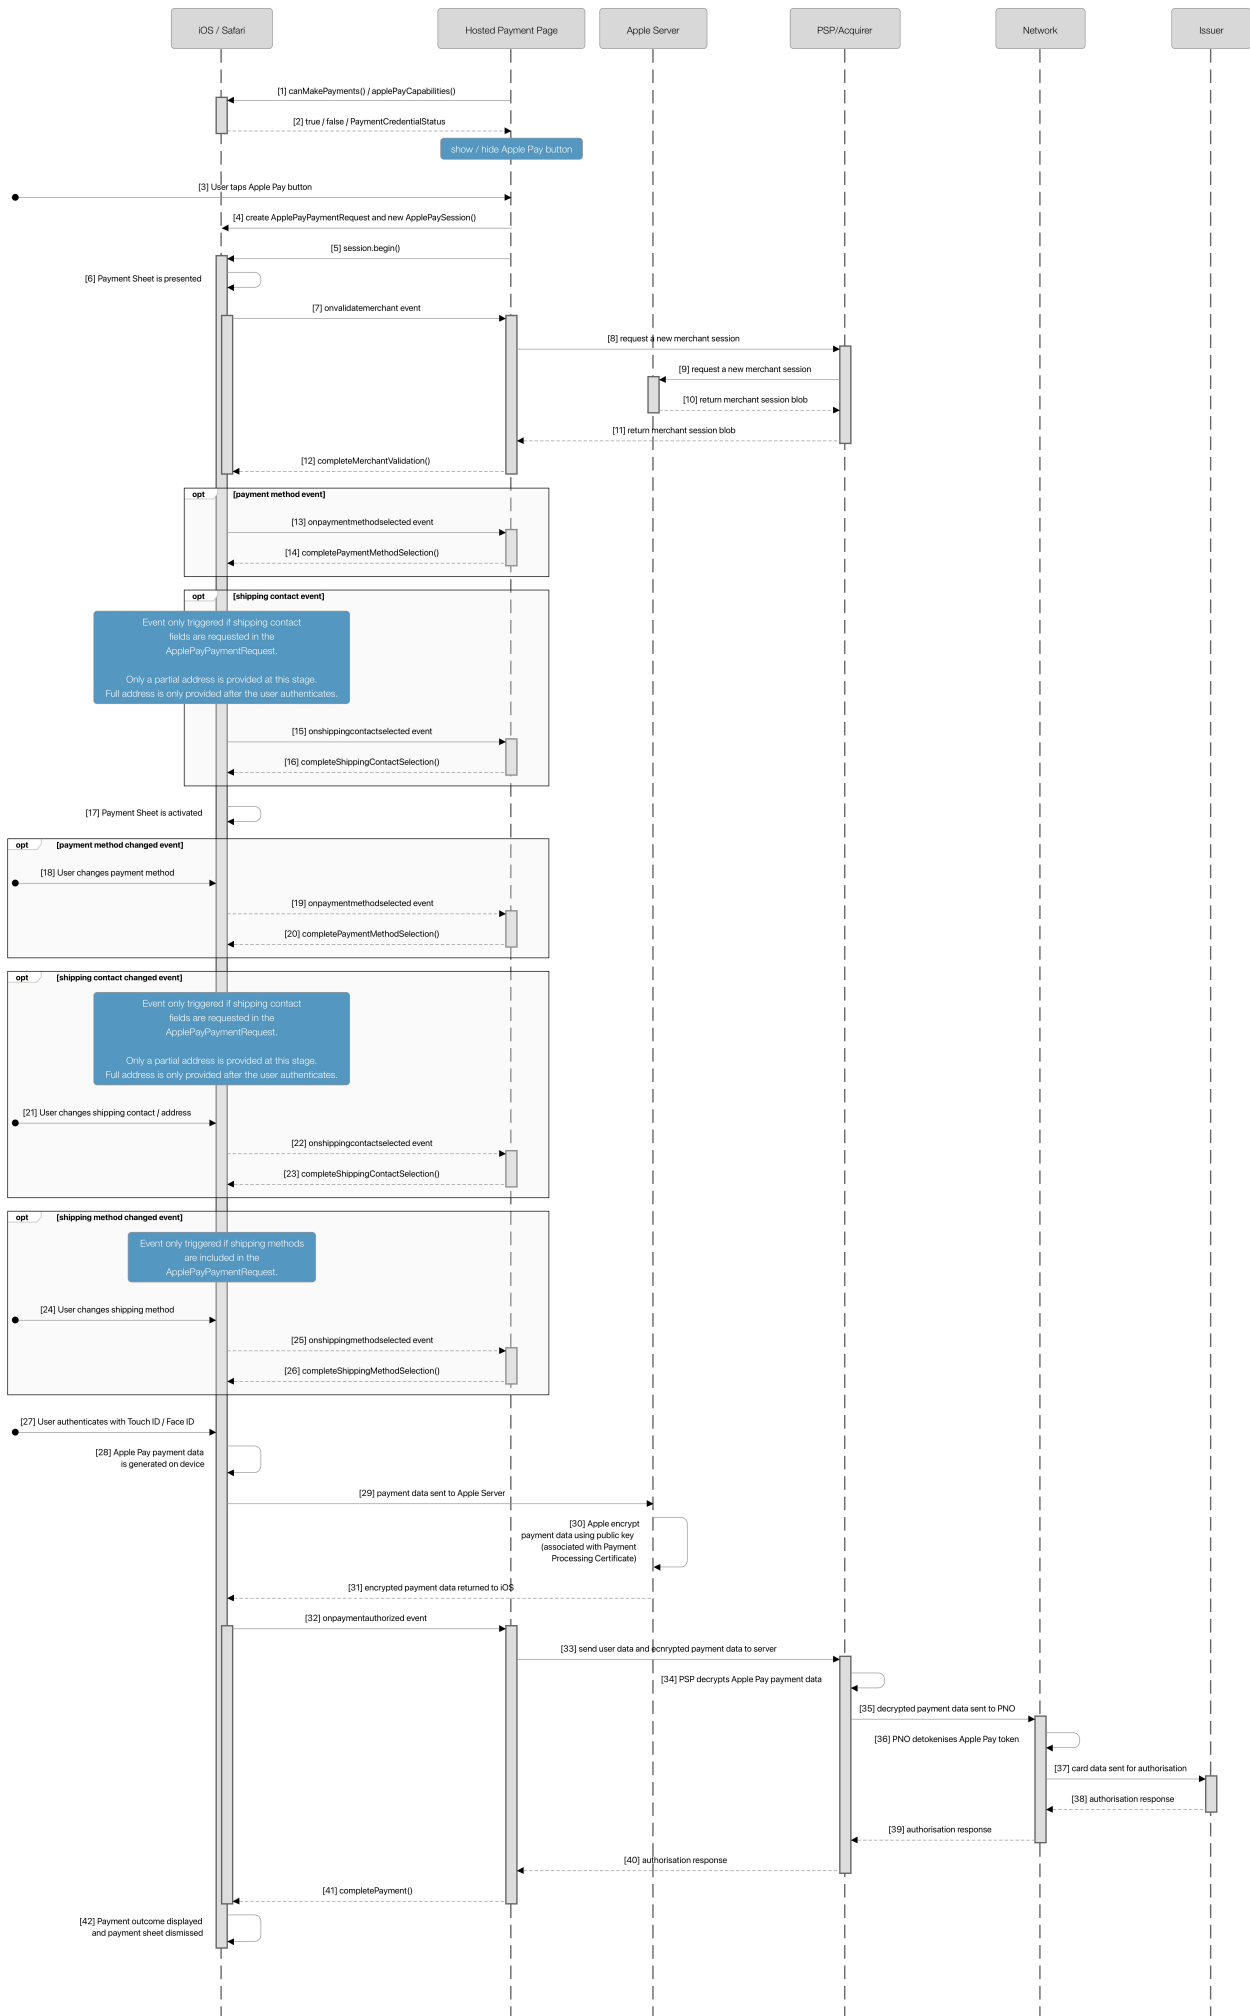 iOS / Safari
Hosted Payment Page
Apple Server
PSP/Acquirer
Network
Issuer
[1] canMakePayments() / applePayCapabilities()
[2] true / false / PaymentCredentialStatus
show / hide Apple Pay button
[3] User taps Apple Pay button
[4] create ApplePayPaymentRequest and new ApplePaySession()
[5] session.begin()
[6] Payment Sheet is presented
[7] onvalidatemerchant event
[8] request a new merchant session
[9] request a new merchant session
[10] return merchant session blob
[11] return merchant session blob
[12] completeMerchantValidation()
opt [payment method event]
[13] onpaymentmethodselected event
[14] completePaymentMethodSelection()
opt [shipping contact event]
Event only triggered if shipping contact
fields are requested in the
ApplePayPaymentRequest.
Only a partial address is provided at this stage.
Full address is only provided after the user authenticates.
[15] onshippingcontactselected event
[16] completeShippingContactSelection()
[17] Payment Sheet is activated
opt [payment method changed event]
[18] User changes payment method
[19] onpaymentmethodselected event
[20] completePaymentMethodSelection()
opt [shipping contact changed event]
Event only triggered if shipping contact
fields are requested in the
ApplePayPaymentRequest.
Only a partial address is provided at this stage.
Full address is only provided after the user authenticates.
[21] User changes shipping contact / address
[22] onshippingcontactselected event
[23] completeShippingContactSelection()
opt [shipping method changed event]
Event only triggered if shipping methods
are included in the
ApplePayPaymentRequest.
[24] User changes shipping method
[25] onshippingmethodselected event
[26] completeShippingMethodSelection()
[27] User authenticates with Touch ID / Face ID
[28] Apple Pay payment data
is generated on device
[29] payment data sent to Apple Server
[30] Apple encrypt
payment data using public key
(associated with Payment
Processing Certificate)
[31] encrypted payment data returned to iOS
[32] onpaymentauthorized event
[33] send user data and ecnrypted payment data to server
[34] PSP decrypts Apple Pay payment data
[35] decrypted payment data sent to PNO
[36] PNO detokenises Apple Pay token
[37] card data sent for authorisation
[38] authorisation response
[39] authorisation response
[40] authorisation response
[41] completePayment()
[42] Payment outcome displayed
and payment sheet dismissed